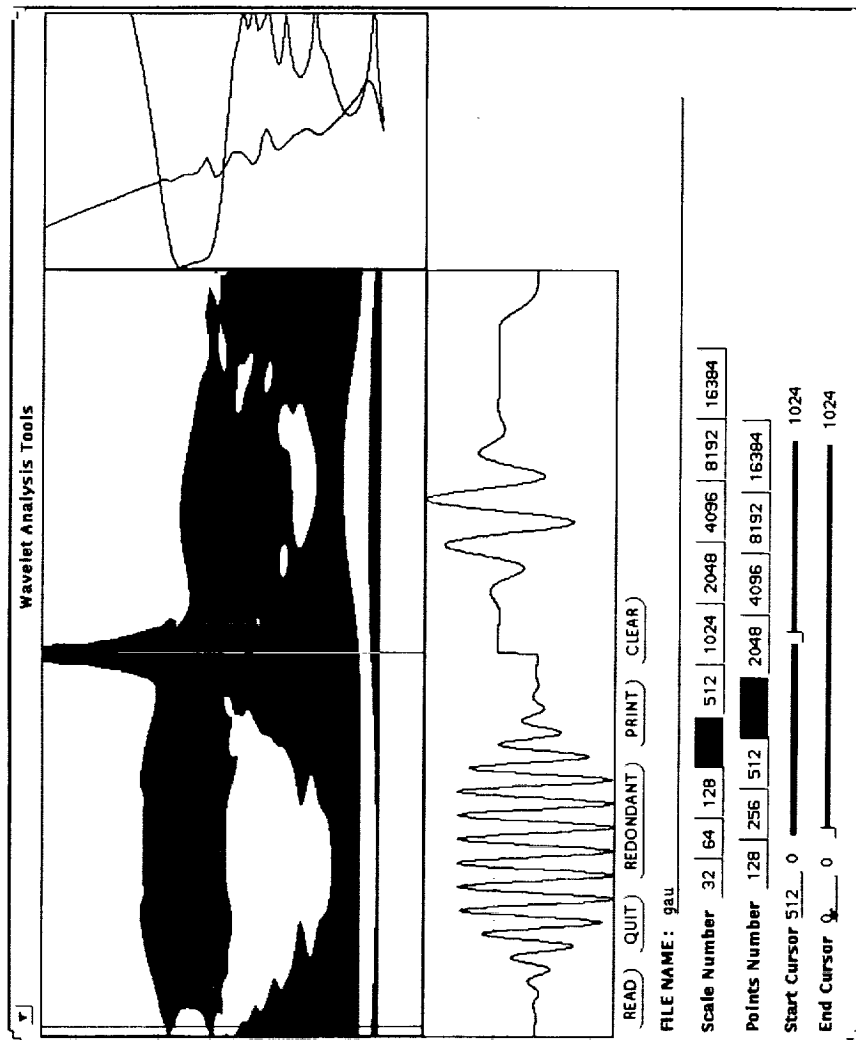 Wavelet Analysis Tools
READ QUIT REDONDANT PRINT CLEAR
FILE NAME : gau
Scale Number 32 64 128 512 1024 2048 4096 8192 16384
Points Number 128 256 512 2048 4096 8192 16384
Start Cursor 512 0 1024
End Cursor 0 0 1024